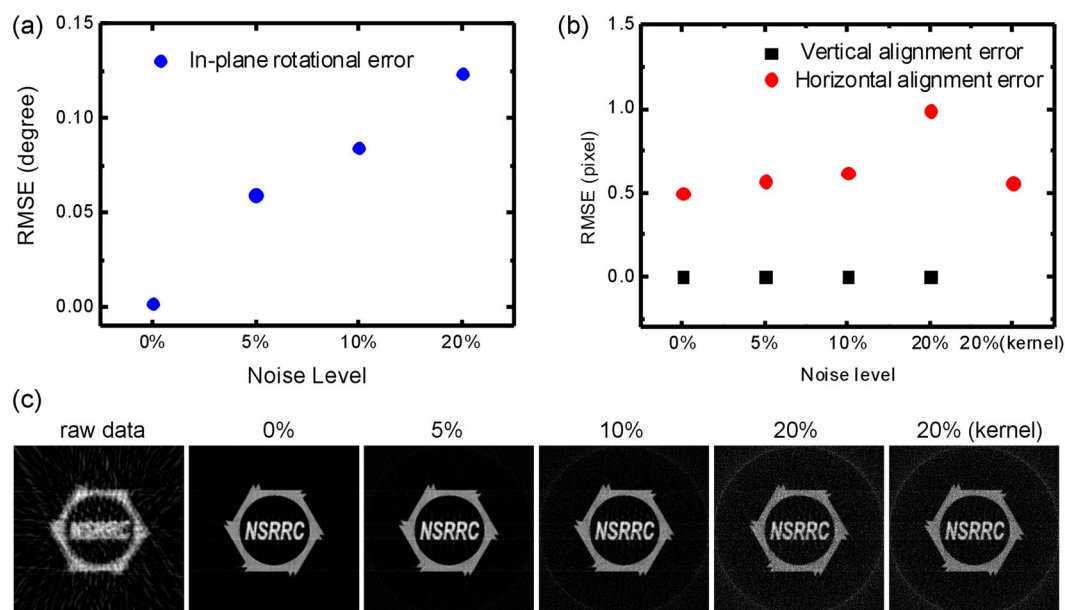 (a)
0.15
0.10
0.05
0.00
RMSE (degree)
In-plane rotational error
0% 5% 10% 20%
Noise Level
(b)
1.5
1.0
0.5
0.0
RMSE (pixel)
Vertical alignment error
Horizontal alignment error
0% 5% 10% 20% 20%(kernel)
Noise level
(c)
raw data 0% 5% 10% 20% 20% (kernel)
NSRRC NSRRC NSRRC NSRRC NSRRC NSRRC